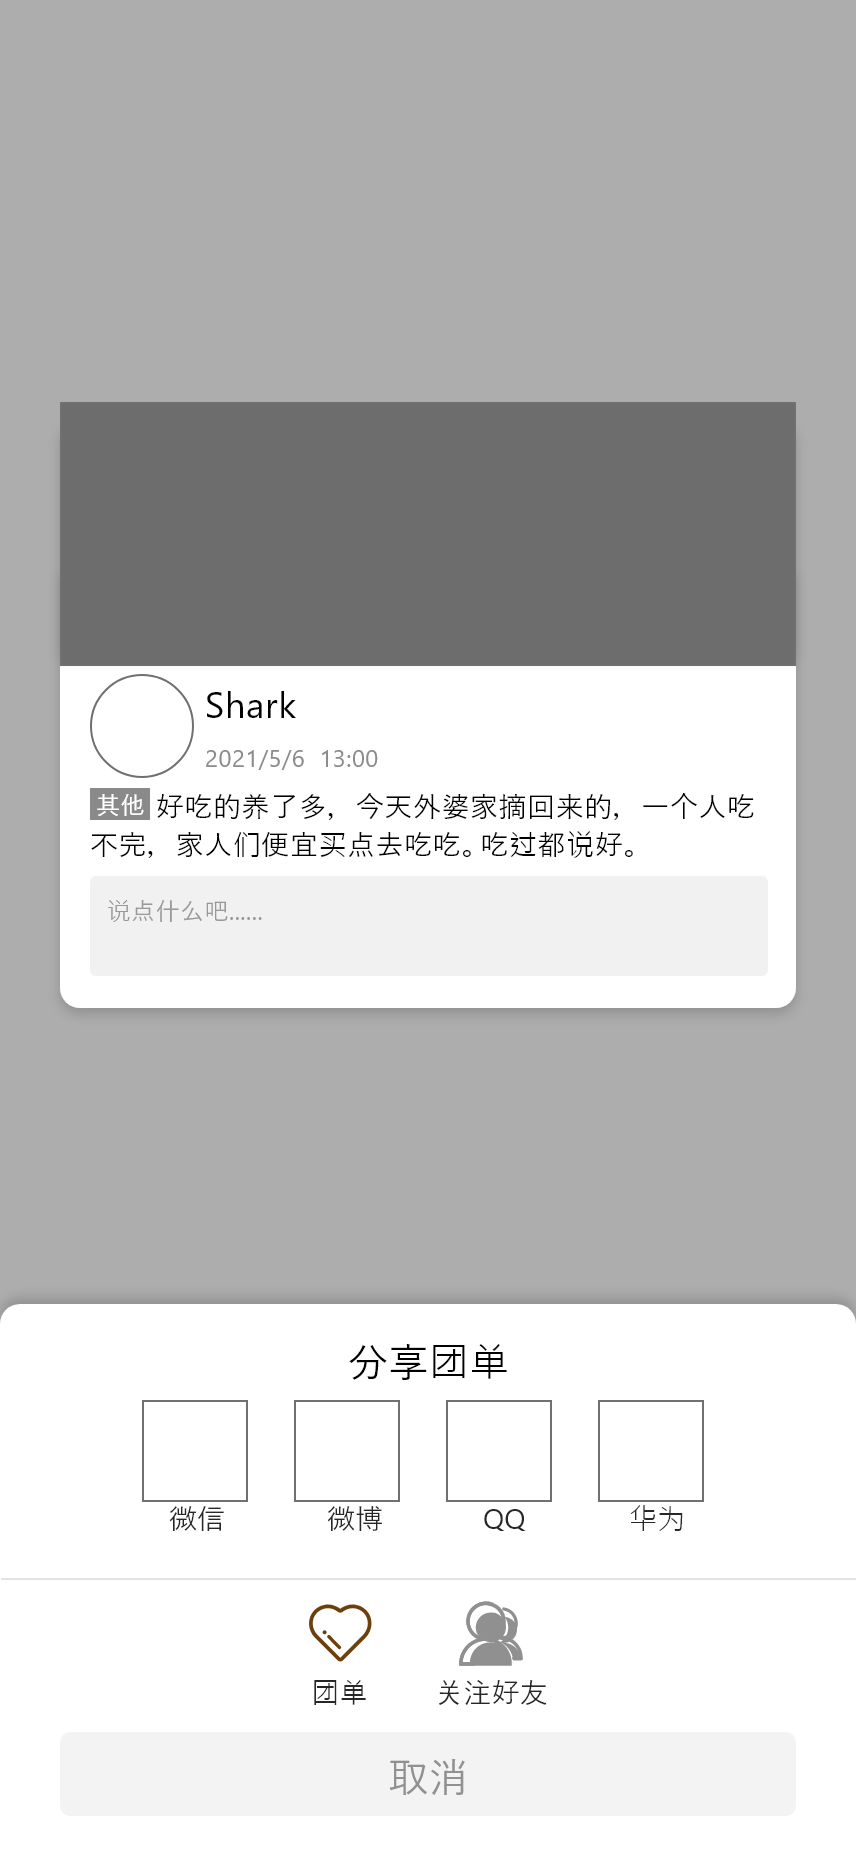 Shark
2021/5/6 13:00
其他 好吃的养了多，今天外婆家摘回来的，一个人吃
不完，家人们便宜买点去吃吃。吃过都说好。
说点什么吧......
分享团单
微信 微博 QQ 华为
团单 关注好友
取消